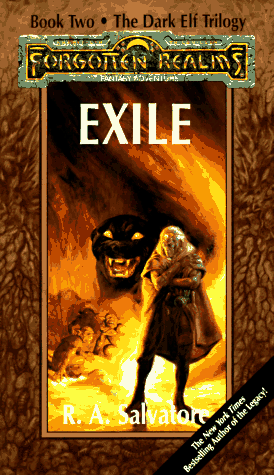 Book Two • The Dark Elf Trilogy
FORGOTTEN REALMS
FANTASY ADVENTURE
EXILE
R. A. Salvatore
The New York Times
Bestselling Author of the Legacy!